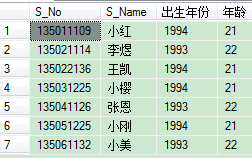 S_No S_Name 出生年份 年龄
1 135011109 小红 1994 21
2 135021114 李煜 1993 22
3 135022136 王凯 1994 21
4 135031225 小樱 1994 21
5 135041126 张恩 1993 22
6 135051225 小刚 1994 21
7 135061132 小美 1993 22